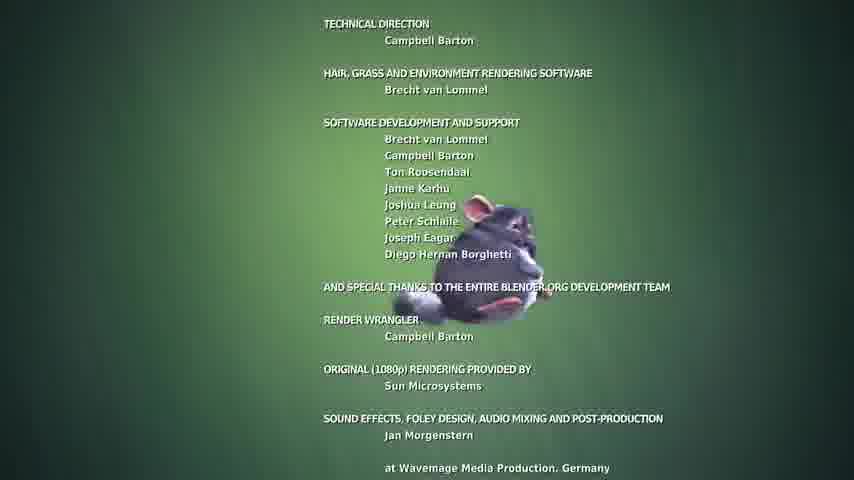 TECHNICAL DIRECTION
Campbell Barton
HAIR, GRASS AND ENVIRONMENT RENDERING SOFTWARE
Brecht van Lommel
SOFTWARE DEVELOPMENT AND SUPPORT
Brecht van Lommel
Campbell Barton
Ton Roosendaal
Janne Karhu
Joshua Leung
Peter Schlaile
Joseph Eagar
Diego Hernan Borghetti
AND SPECIAL THANKS TO THE ENTIRE BLENDER.ORG DEVELOPMENT TEAM
RENDER WRANGLER
Campbell Barton
ORIGINAL (1080p) RENDERING PROVIDED BY
Sun Microsystems
SOUND EFFECTS, FOLEY DESIGN, AUDIO MIXING AND POST-PRODUCTION
Jan Morgenstern
at Wavemage Media Production. Germany